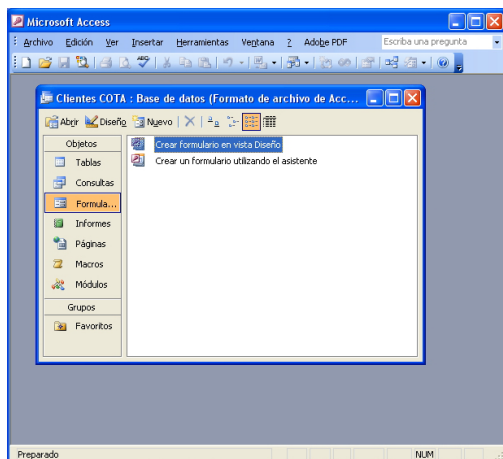 Microsoft Access
Archivo Edición Ver Insertar Herramientas Ventana ? Adobe PDF Escriba una pregunta
Clientes COTA : Base de datos (Formato de archivo de Acc...
Abrir Diseño Nuevo
Objetos
Tablas
Consultas
Formula...
Informes
Páginas
Macros
Módulos
Grupos
Favoritos
Crear formulario en vista Diseño
Crear un formulario utilizando el asistente
Preparado NUM